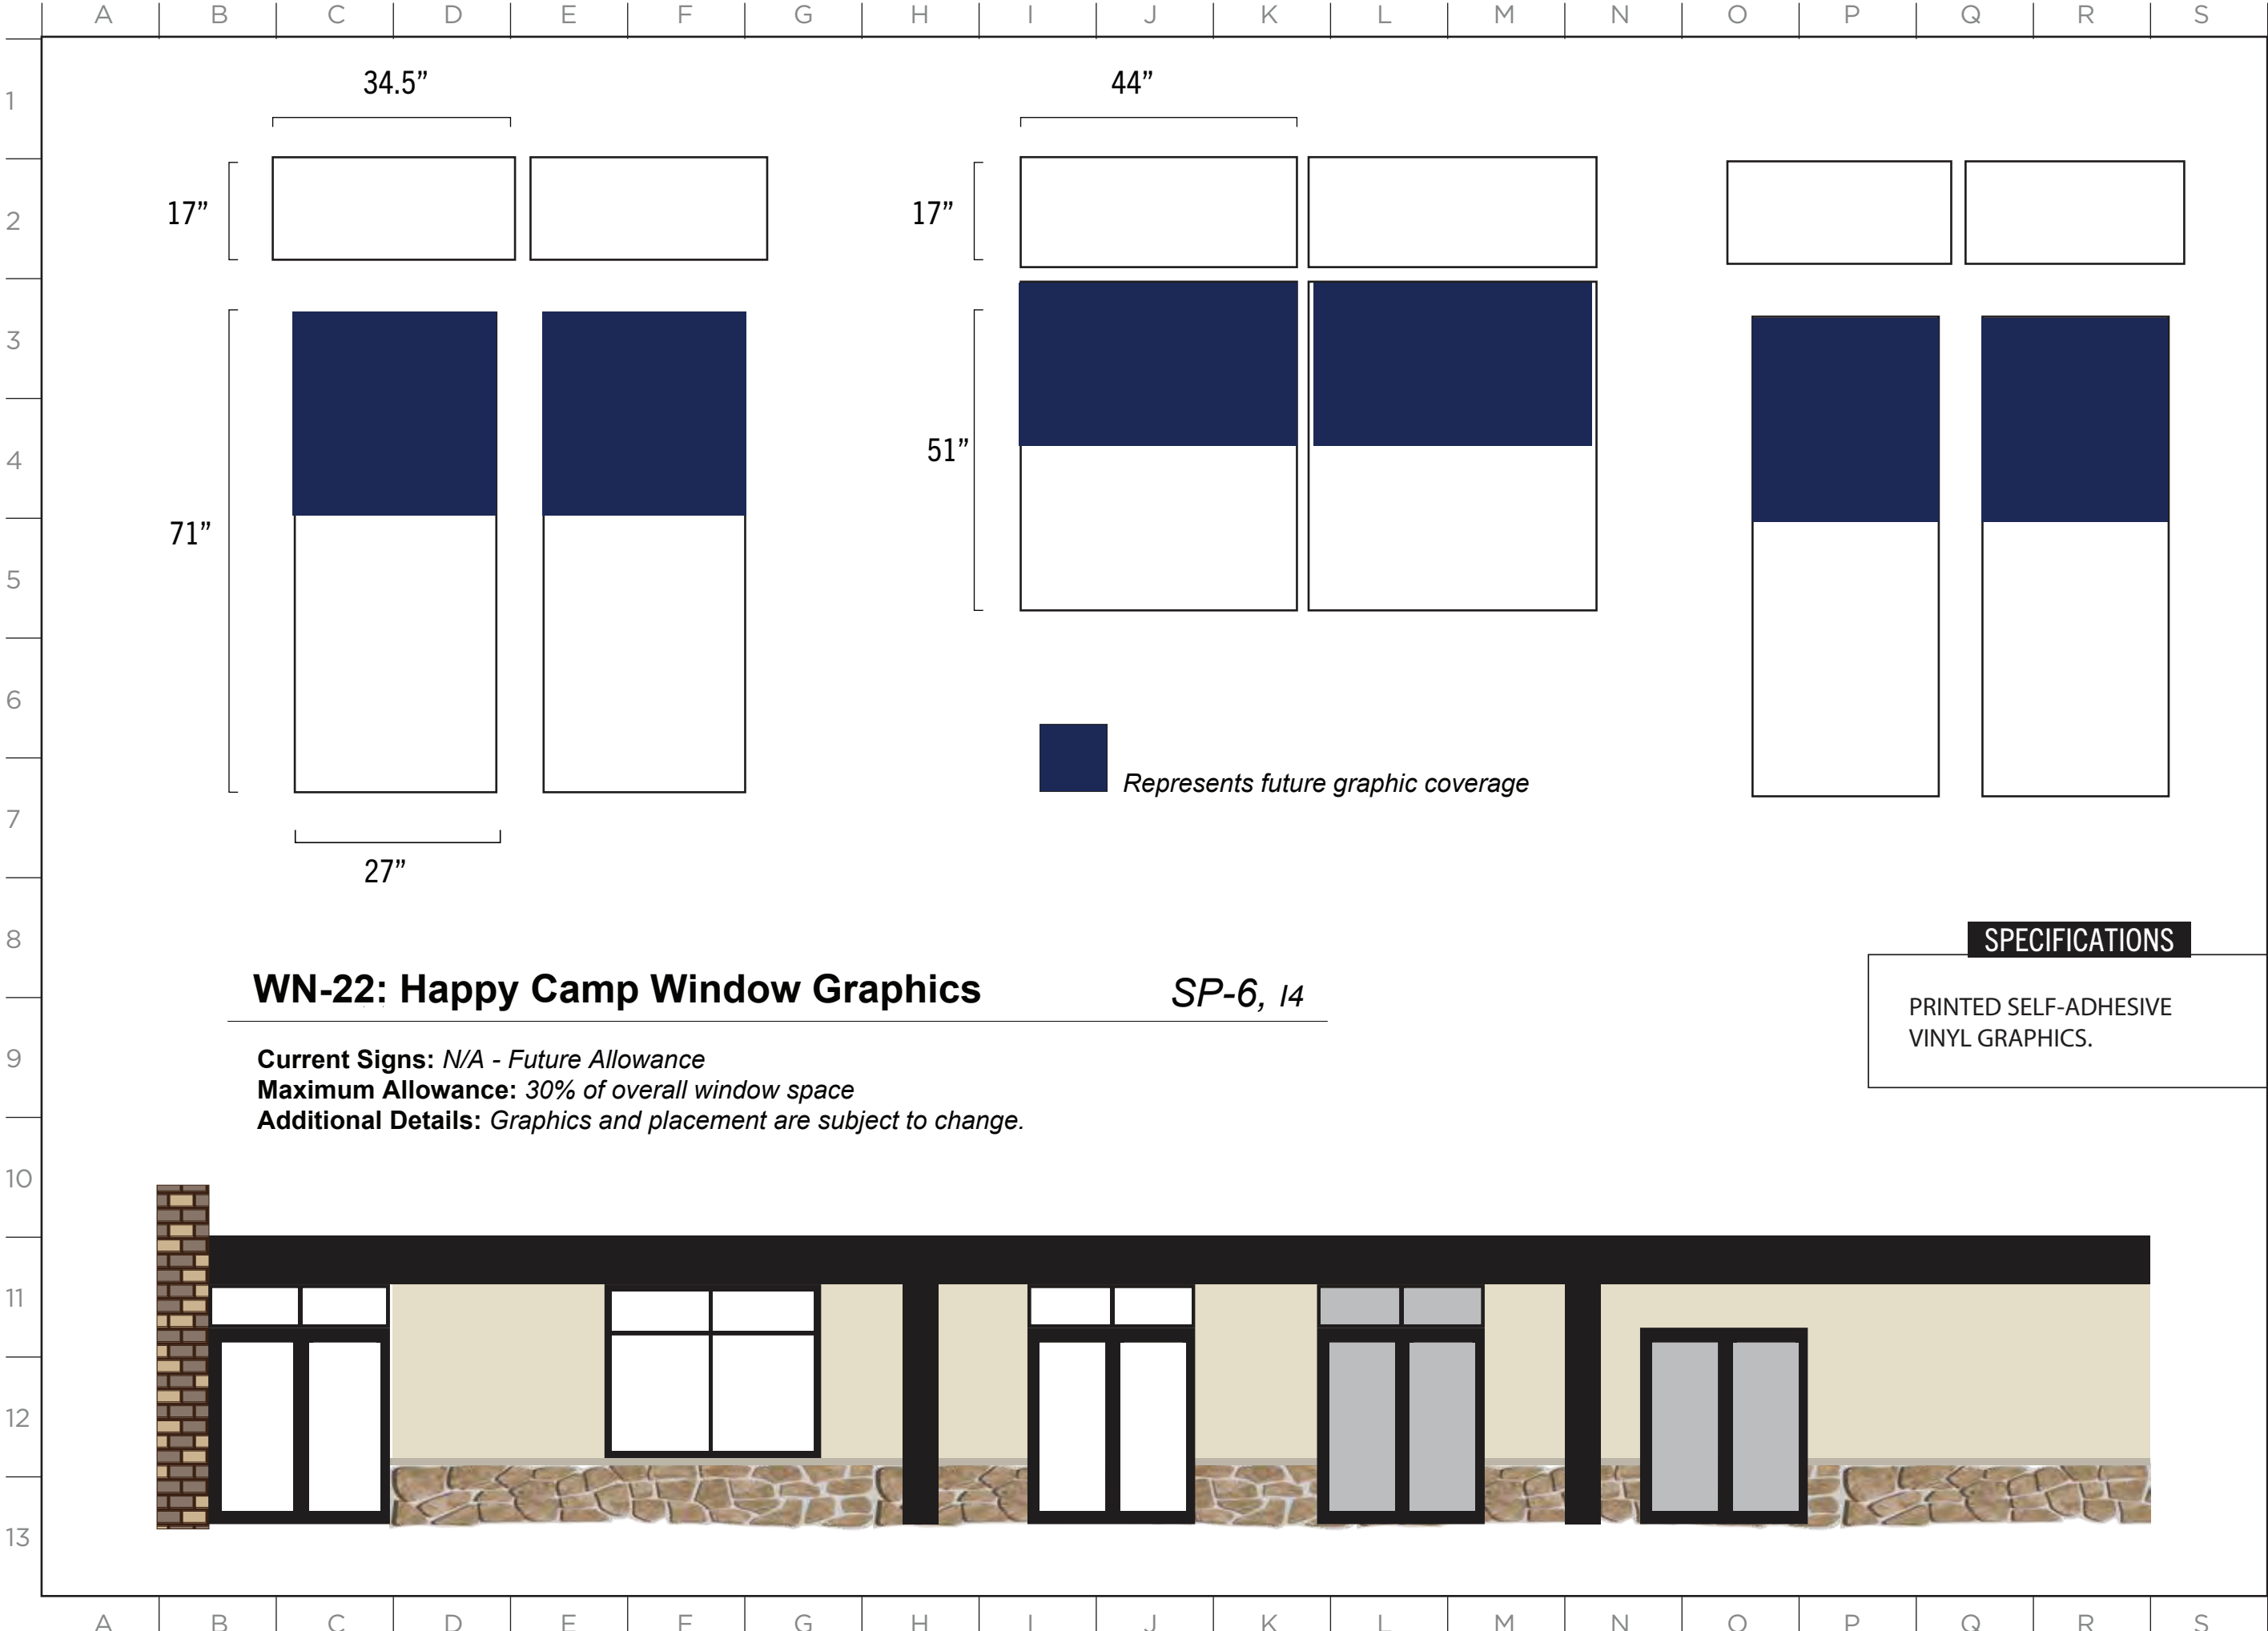 A B C D E F G H I J K L M N O P Q R S
1
34.5”
44”
2
17”
17”
3
4
51”
71”
5
6
Represents future graphic coverage
7
27”
8
SPECIFICATIONS
WN-22: Happy Camp Window Graphics
SP-6, I4
PRINTED SELF-ADHESIVE
VINYL GRAPHICS.
9
Current Signs: N/A - Future Allowance
Maximum Allowance: 30% of overall window space
Additional Details: Graphics and placement are subject to change.
10
11
12
13
A B C D E F G H I J K L M N O P Q R S